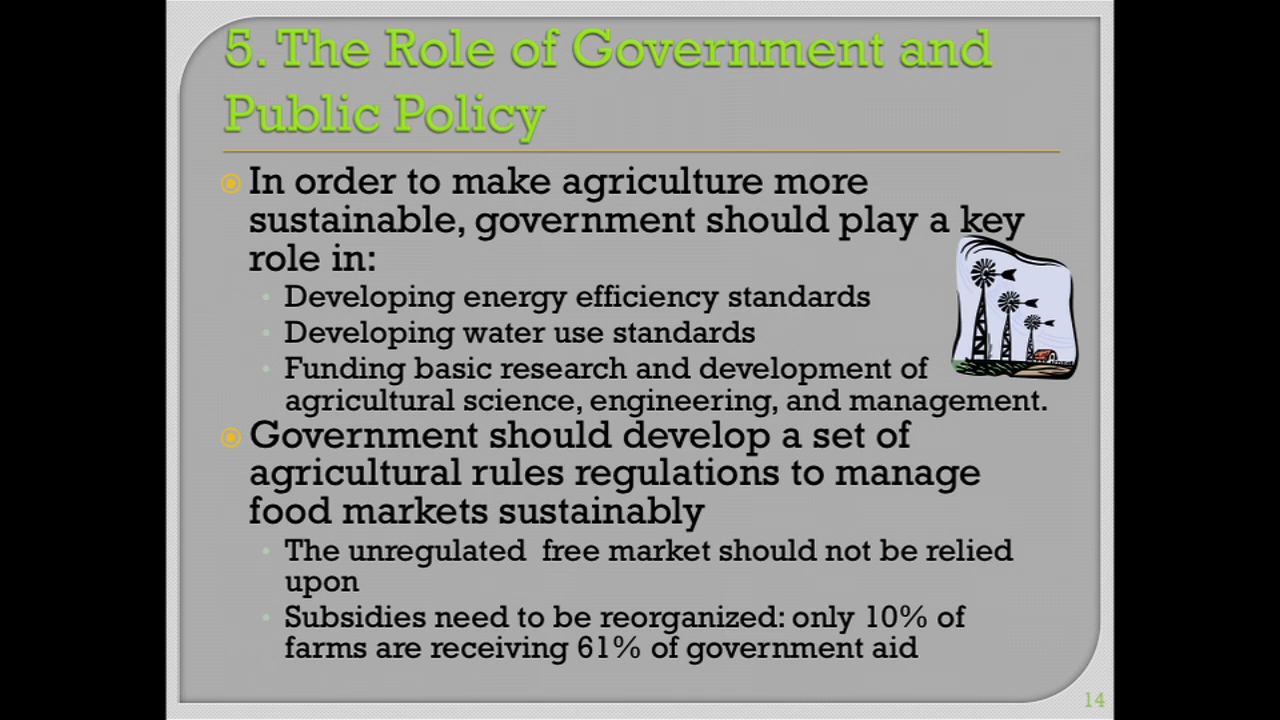 5. The Role of Government and
Public Policy
In order to make agriculture more
sustainable, government should play a key
role in:
Developing energy efficiency standards
Developing water use standards
Funding basic research and development of
agricultural science, engineering, and management.
Government should develop a set of
agricultural rules regulations to manage
food markets sustainably
The unregulated  free market should not be relied
upon
Subsidies need to be reorganized: only 10% of
farms are receiving 61% of government aid
14